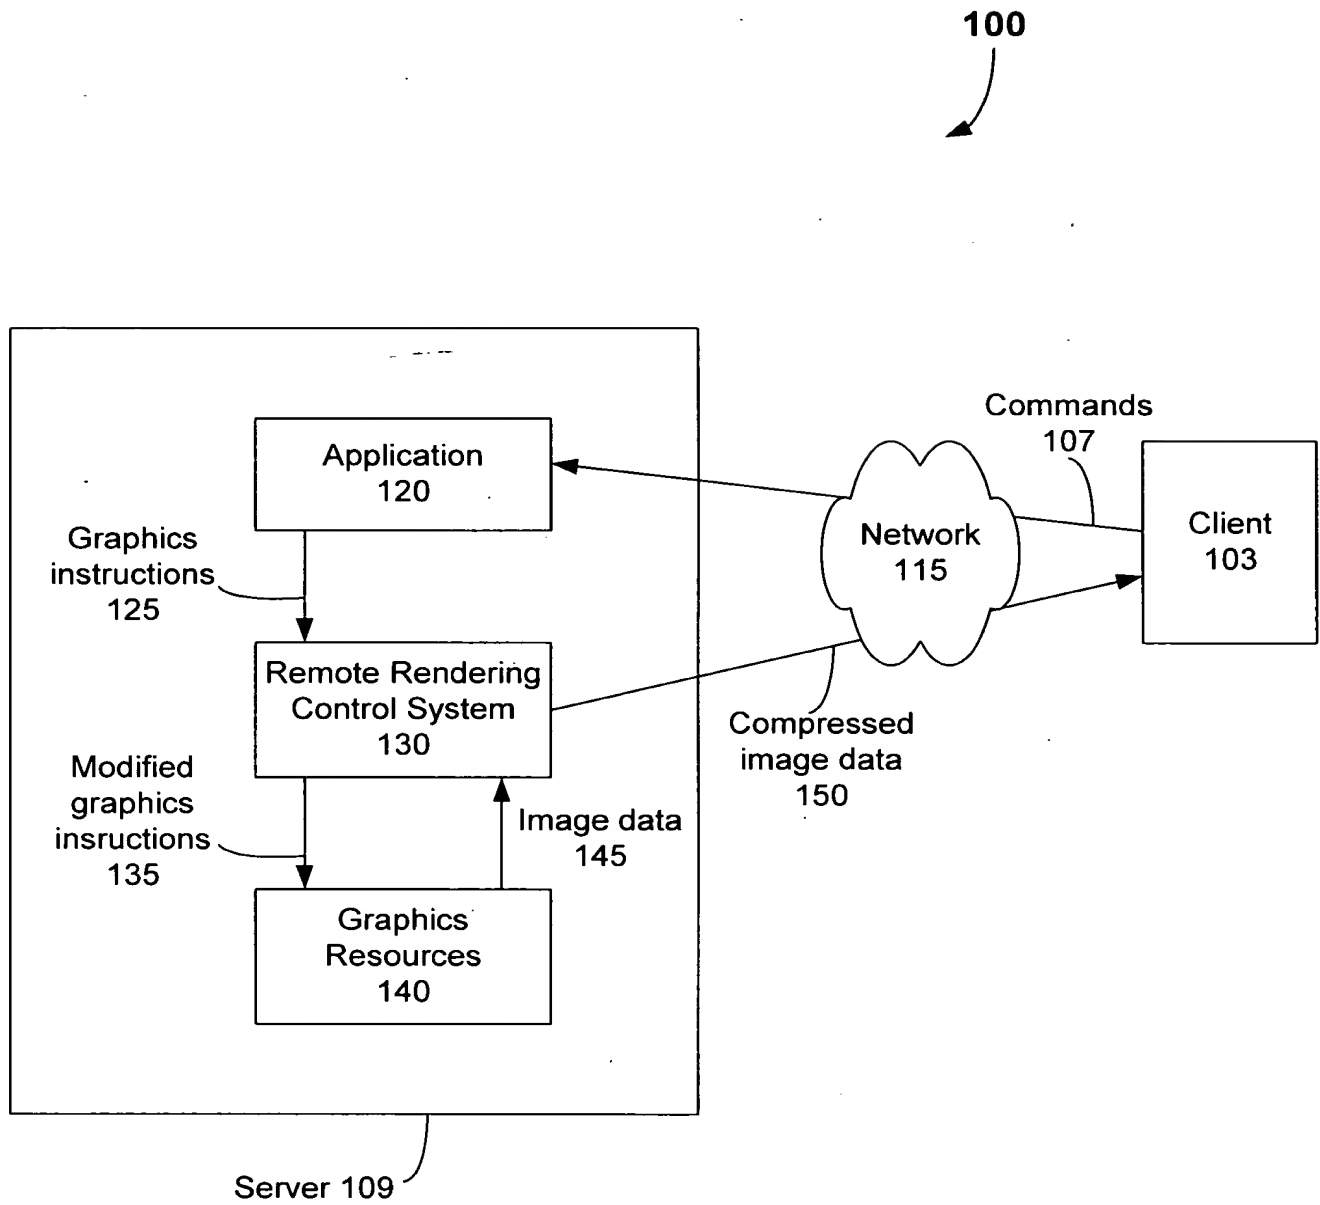 100
Commands
107
Application
120
Client
103
Network
115
Graphics
instructions
125
Remote Rendering
Control System
130
Compressed
image data
150
Modified
graphics
insructions
135
Image data
145
Graphics
Resources
140
Server 109